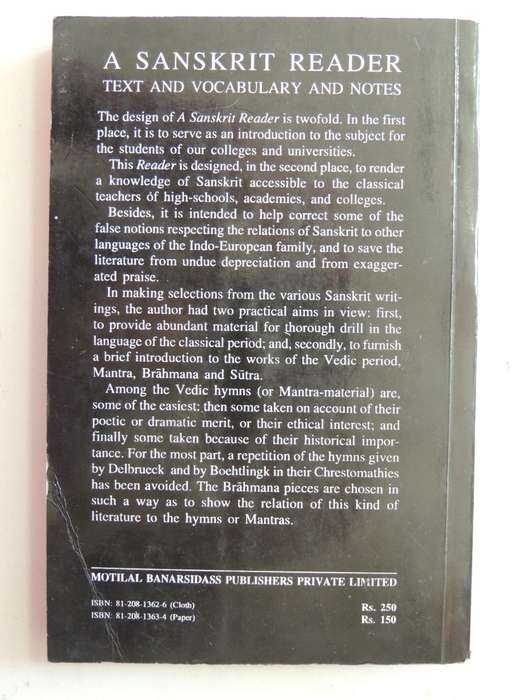 A SANSKRIT READER
TEXT AND VOCABULARY AND NOTES
The design of A Sanskrit Reader is twofold. In the first
place, it is to serve as an introduction to the subject for
the students of our colleges and universities.
This Reader is designed, in the second place, to render
a knowledge of Sanskrit accessible to the classical
teachers of high-schools, academies, and colleges.
Besides, it is intended to help correct some of the
false notions respecting the relations of Sanskrit to other
languages of the Indo-European family, and to save the
literature from undue depreciation and from exagger-
ated praise.
In making selections from the various Sanskrit writ-
ings, the author had two practical aims in view: first,
to provide abundant material for thorough drill in the
language of the classical period; and, secondly, to furnish
a brief introduction to the works of the Vedic period,
Mantra, Brāhmana and Sūtra.
Among the Vedic hymns (or Mantra-material) are,
some of the easiest: then some taken on account of their
poetic or dramatic merit, or their ethical interest; and
finally some taken because of their historical impor-
tance. For the most part, a repetition of the hymns given
by Delbrueck and by Boehtlingk in their Chrestomathies
has been avoided. The Brāhmana pieces are chosen in
such a way as to show the relation of this kind of
literature to the hymns or Mantras.
MOTILAL BANARSIDASS PUBLISHERS PRIVATE LIMITED
ISBN: 81-208-1362-6 (Cloth) Rs. 250
ISBN: 81-208-1363-4 (Paper) Rs. 150